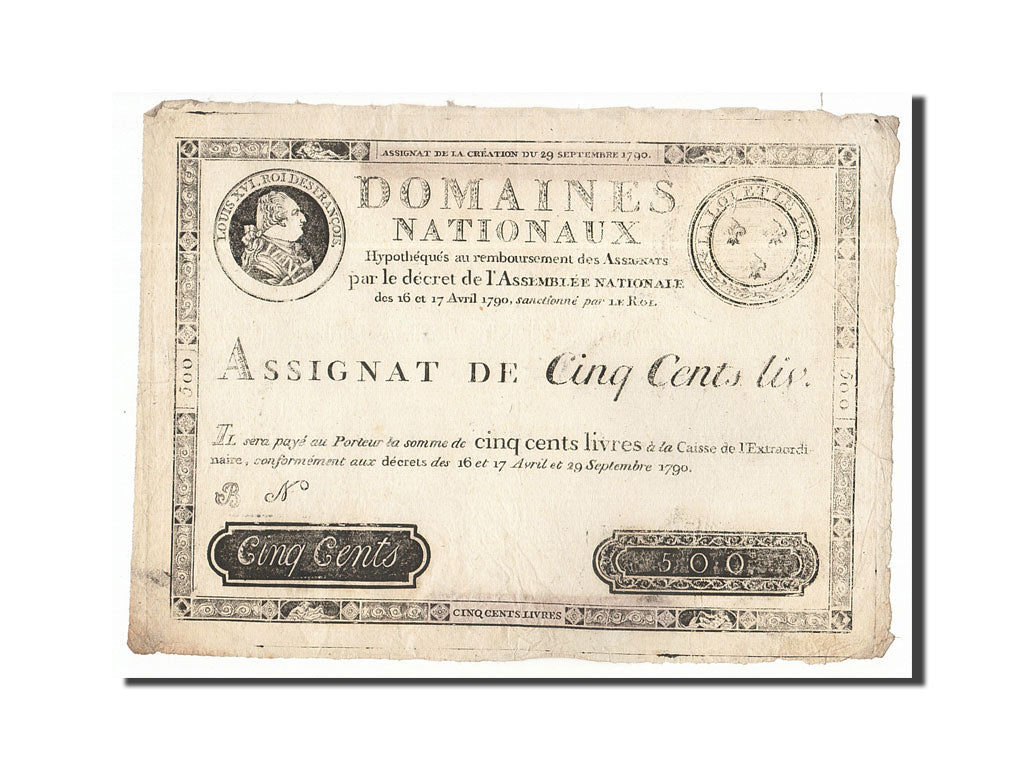 ASSIGNAT DE LA CRÉATION DU 29 SEPTEMBRE 1790.
LOUIS XVI. ROI DES FRANÇOIS.
DOMAINES
NATIONAUX
Hypothéqués au remboursement des ASSIGNATS
par le décret de l'ASSEMBLÉE NATIONALE
des 16 et 17 Avril 1790, sanctionné par LE ROI.
LA LOI ET LE ROI
ASSIGNAT DE Cinq Cents liv.
500
500
IL sera payé au Porteur la somme de cinq cents livres à la Caisse de l'Extraordi-
naire, conformément aux décrets des 16 et 17 Avril et 29 Septembre 1790.
B No
Cinq Cents
500
CINQ CENTS LIVRES